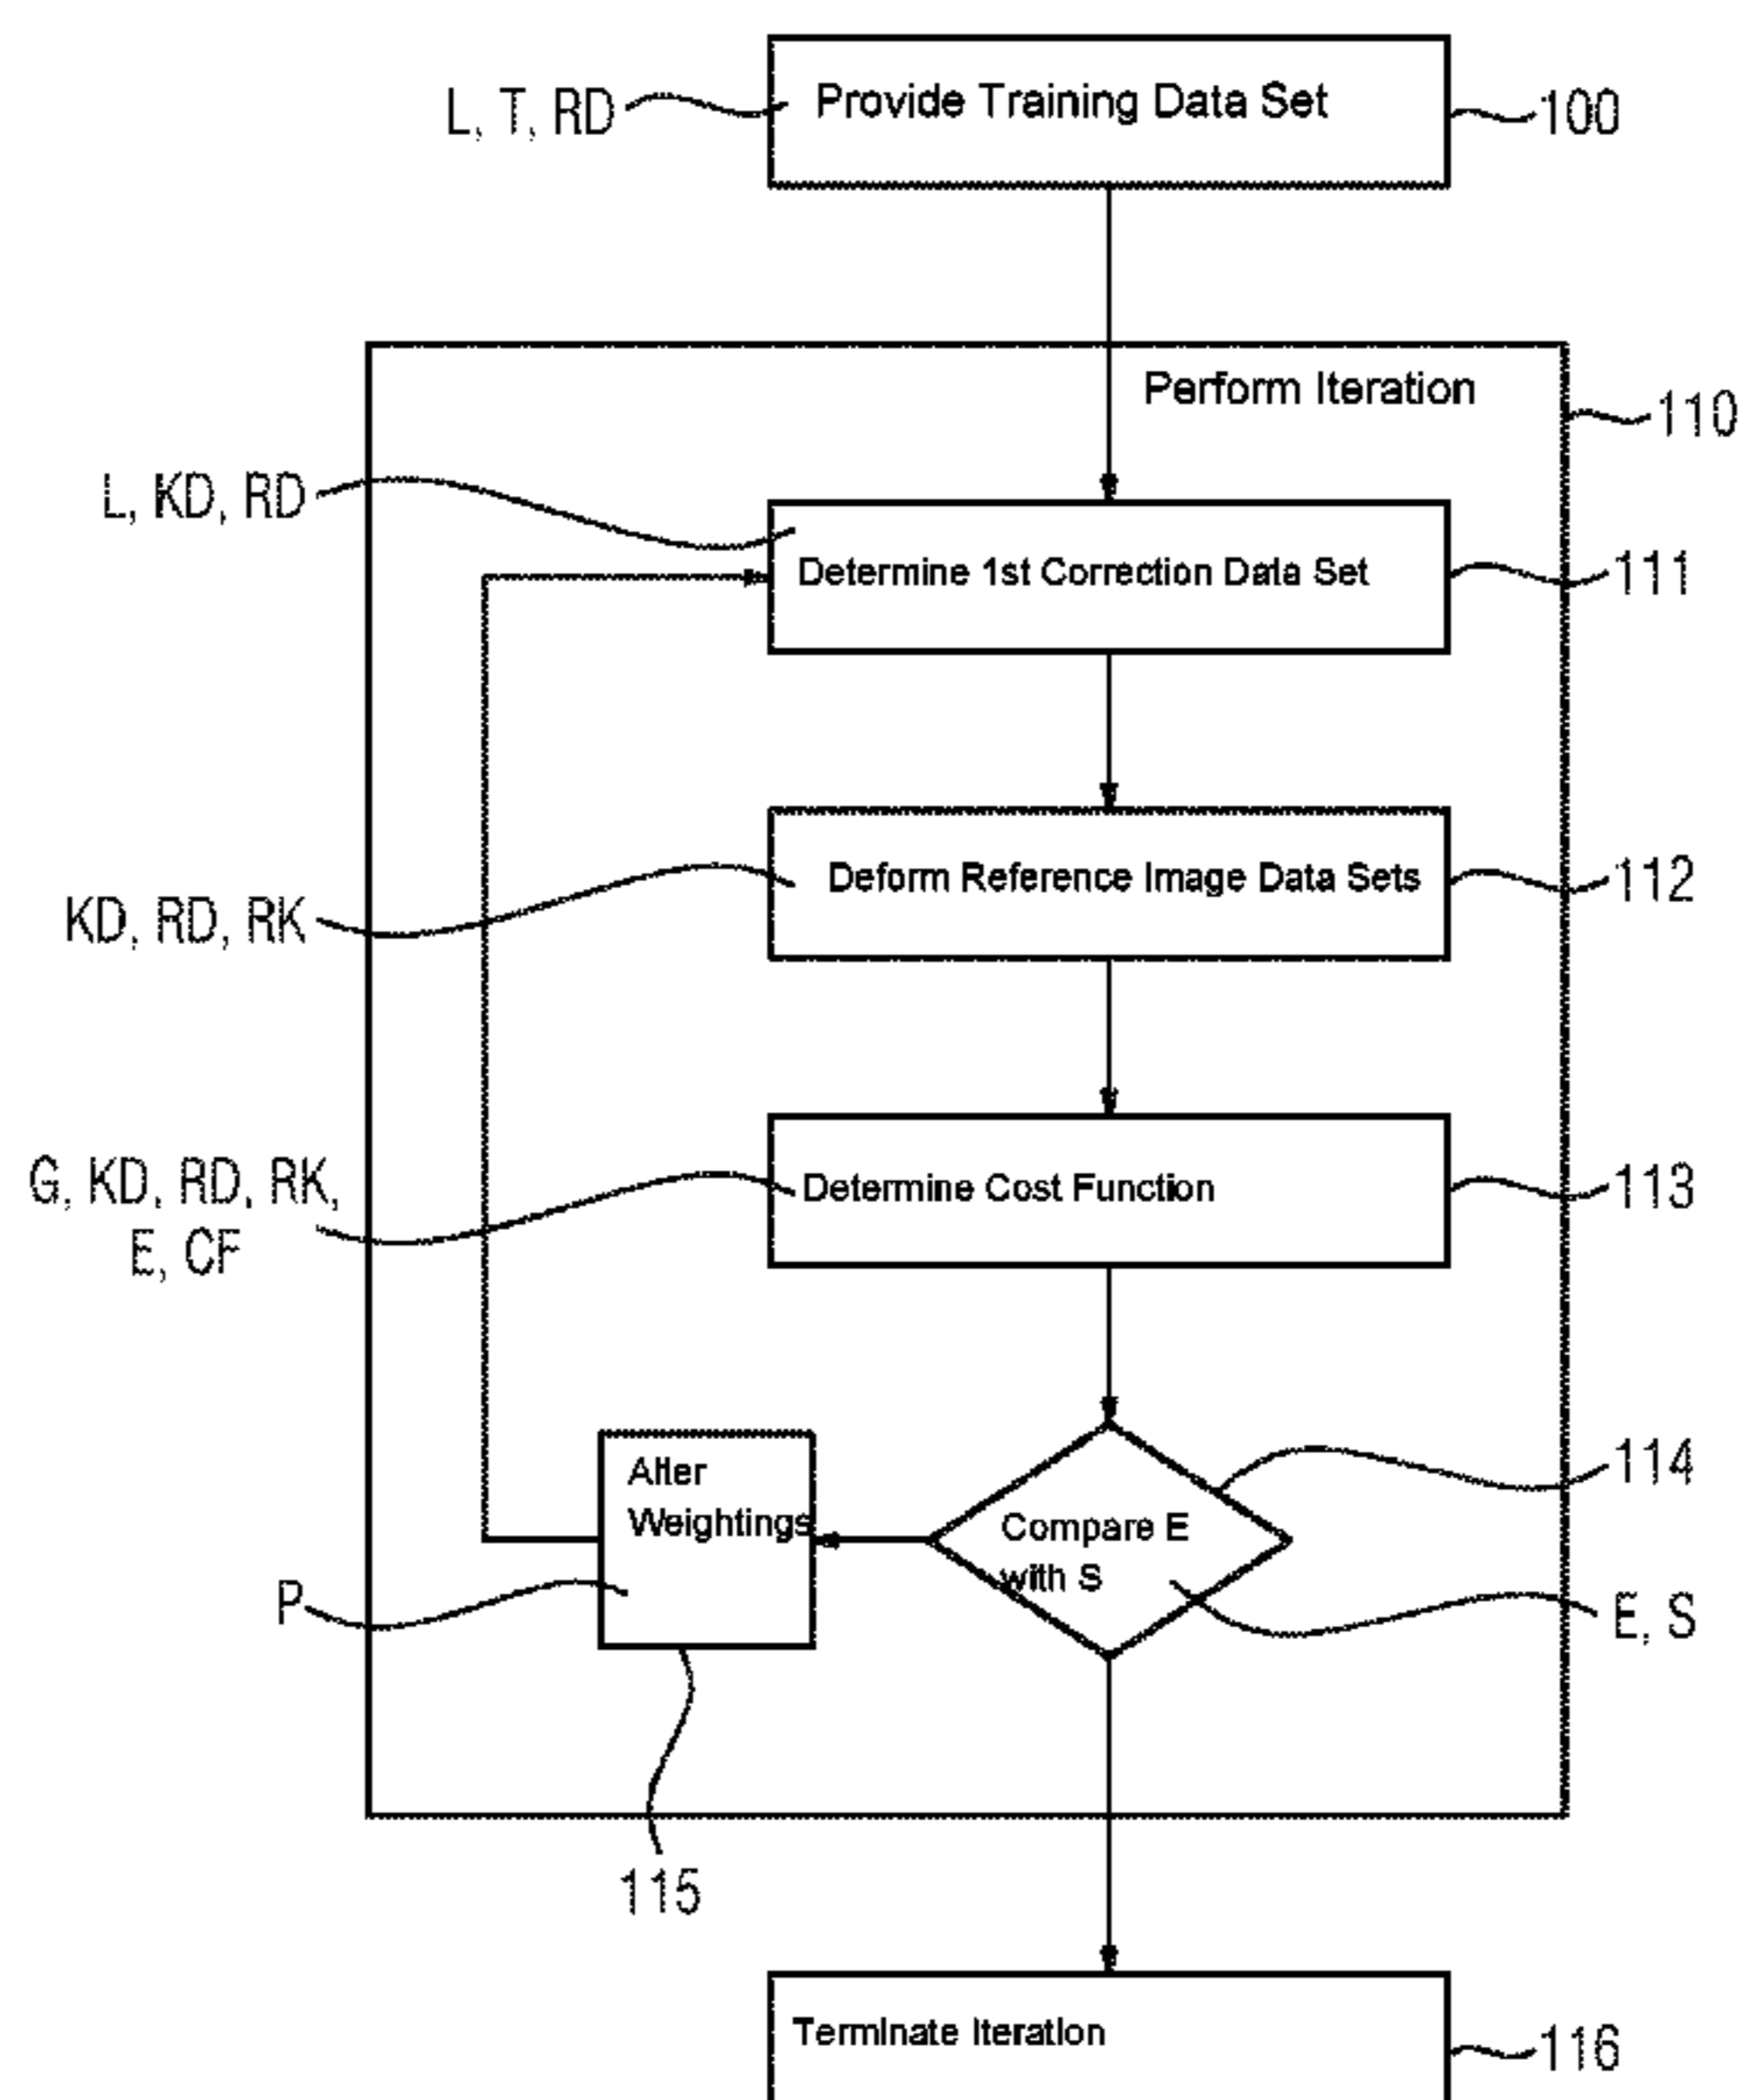 Provide Training Data Set
L, T, RD
100
Perform Iteration
110
L, KD, RD
Determine 1st Correction Data Set
111
Deform Reference Image Data Sets
112
KD, RD, RK
G, KD, RD, RK,
E, CF
Determine Cost Function
113
Alter
Weightings
114
Compare E
with S
P
E, S
115
Terminate Iteration
116